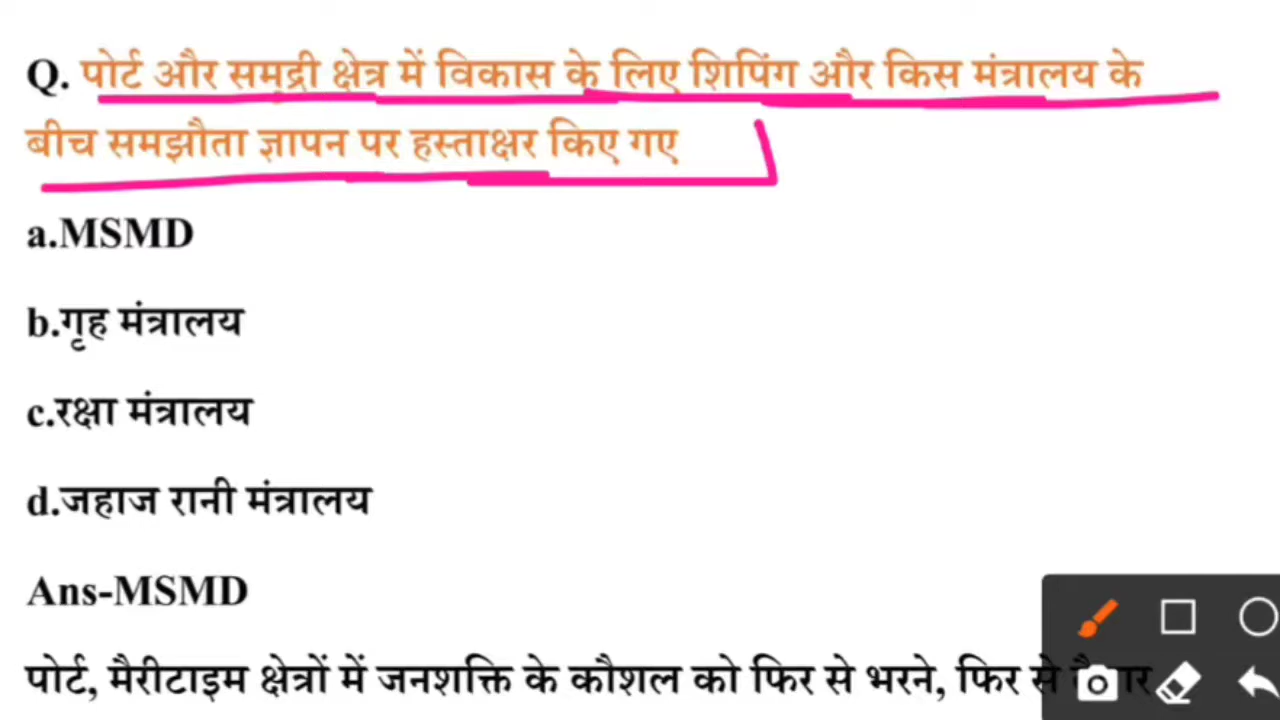 Q. पोर्ट और समुद्री क्षेत्र में विकास के लिए शिपिंग और किस मंत्रालय के
बीच समझौता ज्ञापन पर हस्ताक्षर किए गए
a.MSMD
b.गृह मंत्रालय
c.रक्षा मंत्रालय
d.जहाज रानी मंत्रालय
Ans-MSMD
पोर्ट, मैरीटाइम क्षेत्रों में जनशक्ति के कौशल को फिर से भरने, फिर से